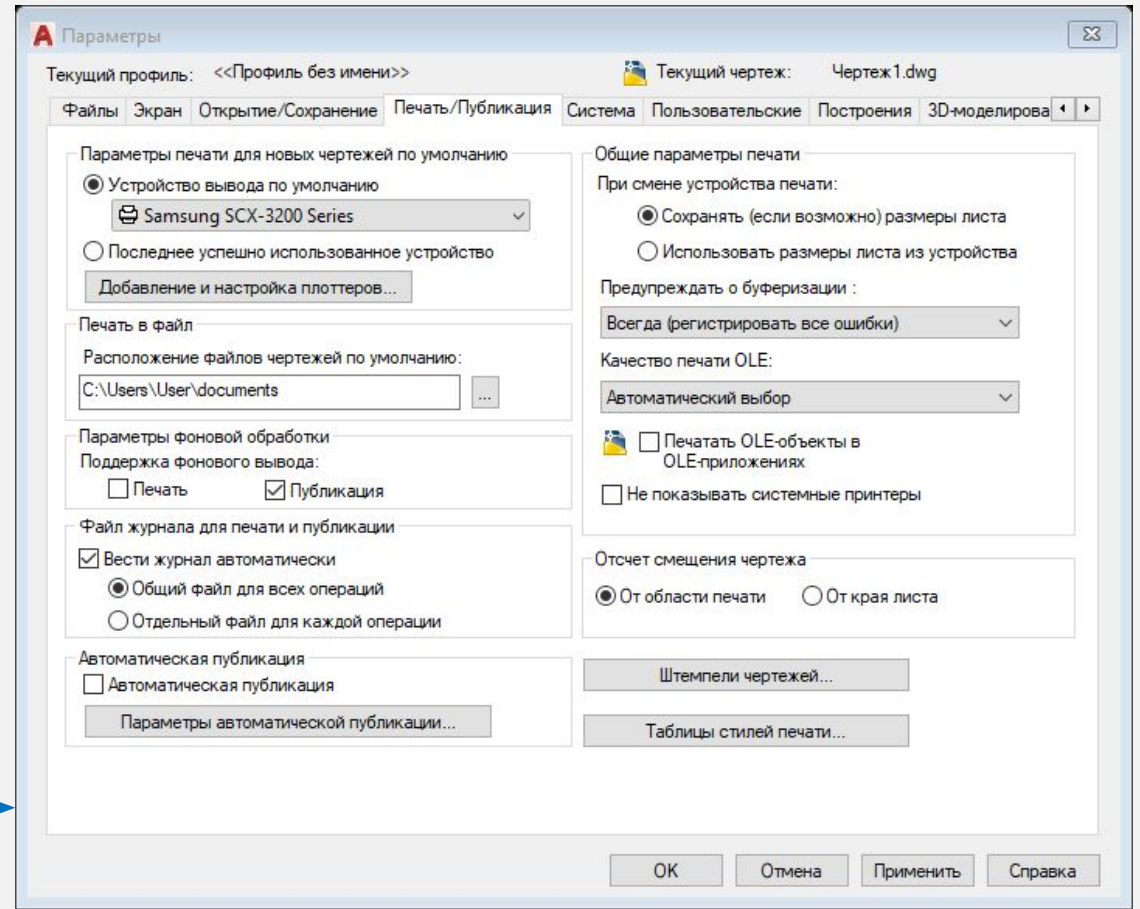 Параметры
Текущий профиль: <<Профиль без имени>> Текущий чертеж: Чертеж1.dwg
Файлы Экран Открытие/Сохранение Печать/Публикация Система Пользовательские Построения 3D-моделирова
Параметры печати для новых чертежей по умолчанию
Устройство вывода по умолчанию
Samsung SCX-3200 Series
Последнее успешно использованное устройство
Добавление и настройка плоттеров...
Печать в файл
Расположение файлов чертежей по умолчанию:
C:\Users\User\documents
...
Параметры фоновой обработки
Поддержка фонового вывода:
Печать Публикация
Файл журнала для печати и публикации
Вести журнал автоматически
Общий файл для всех операций
Отдельный файл для каждой операции
Автоматическая публикация
Автоматическая публикация
Параметры автоматической публикации...
Общие параметры печати
При смене устройства печати:
Сохранять (если возможно) размеры листа
Использовать размеры листа из устройства
Предупреждать о буферизации :
Всегда (регистрировать все ошибки)
Качество печати OLE:
Автоматический выбор
Печатать OLE-объекты в
OLE-приложениях
Не показывать системные принтеры
Отсчет смещения чертежа
От области печати От края листа
Штемпели чертежей...
Таблицы стилей печати...
OK Отмена Применить Справка